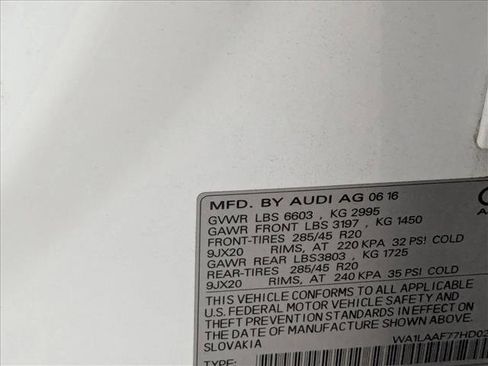 MFD. BY AUDI AG 06 16
GVWR LBS 6603 , KG 2995
GAWR FRONT LBS 3197 , KG 1450
FRONT-TIRES 285/45 R20
9JX20 RIMS, AT 220 KPA 32 PSI COLD
GAWR REAR LBS3803 , KG 1725
REAR-TIRES 285/45 R20
9JX20 RIMS, AT 240 KPA 35 PSI COLD
THIS VEHICLE CONFORMS TO ALL APPLICABLE
U.S. FEDERAL MOTOR VEHICLE SAFETY AND
THEFT PREVENTION STANDARDS IN EFFECT ON
THE DATE OF MANUFACTURE SHOWN ABOVE.
SLOVAKIA WA1LAAF77HD02
TYPE: